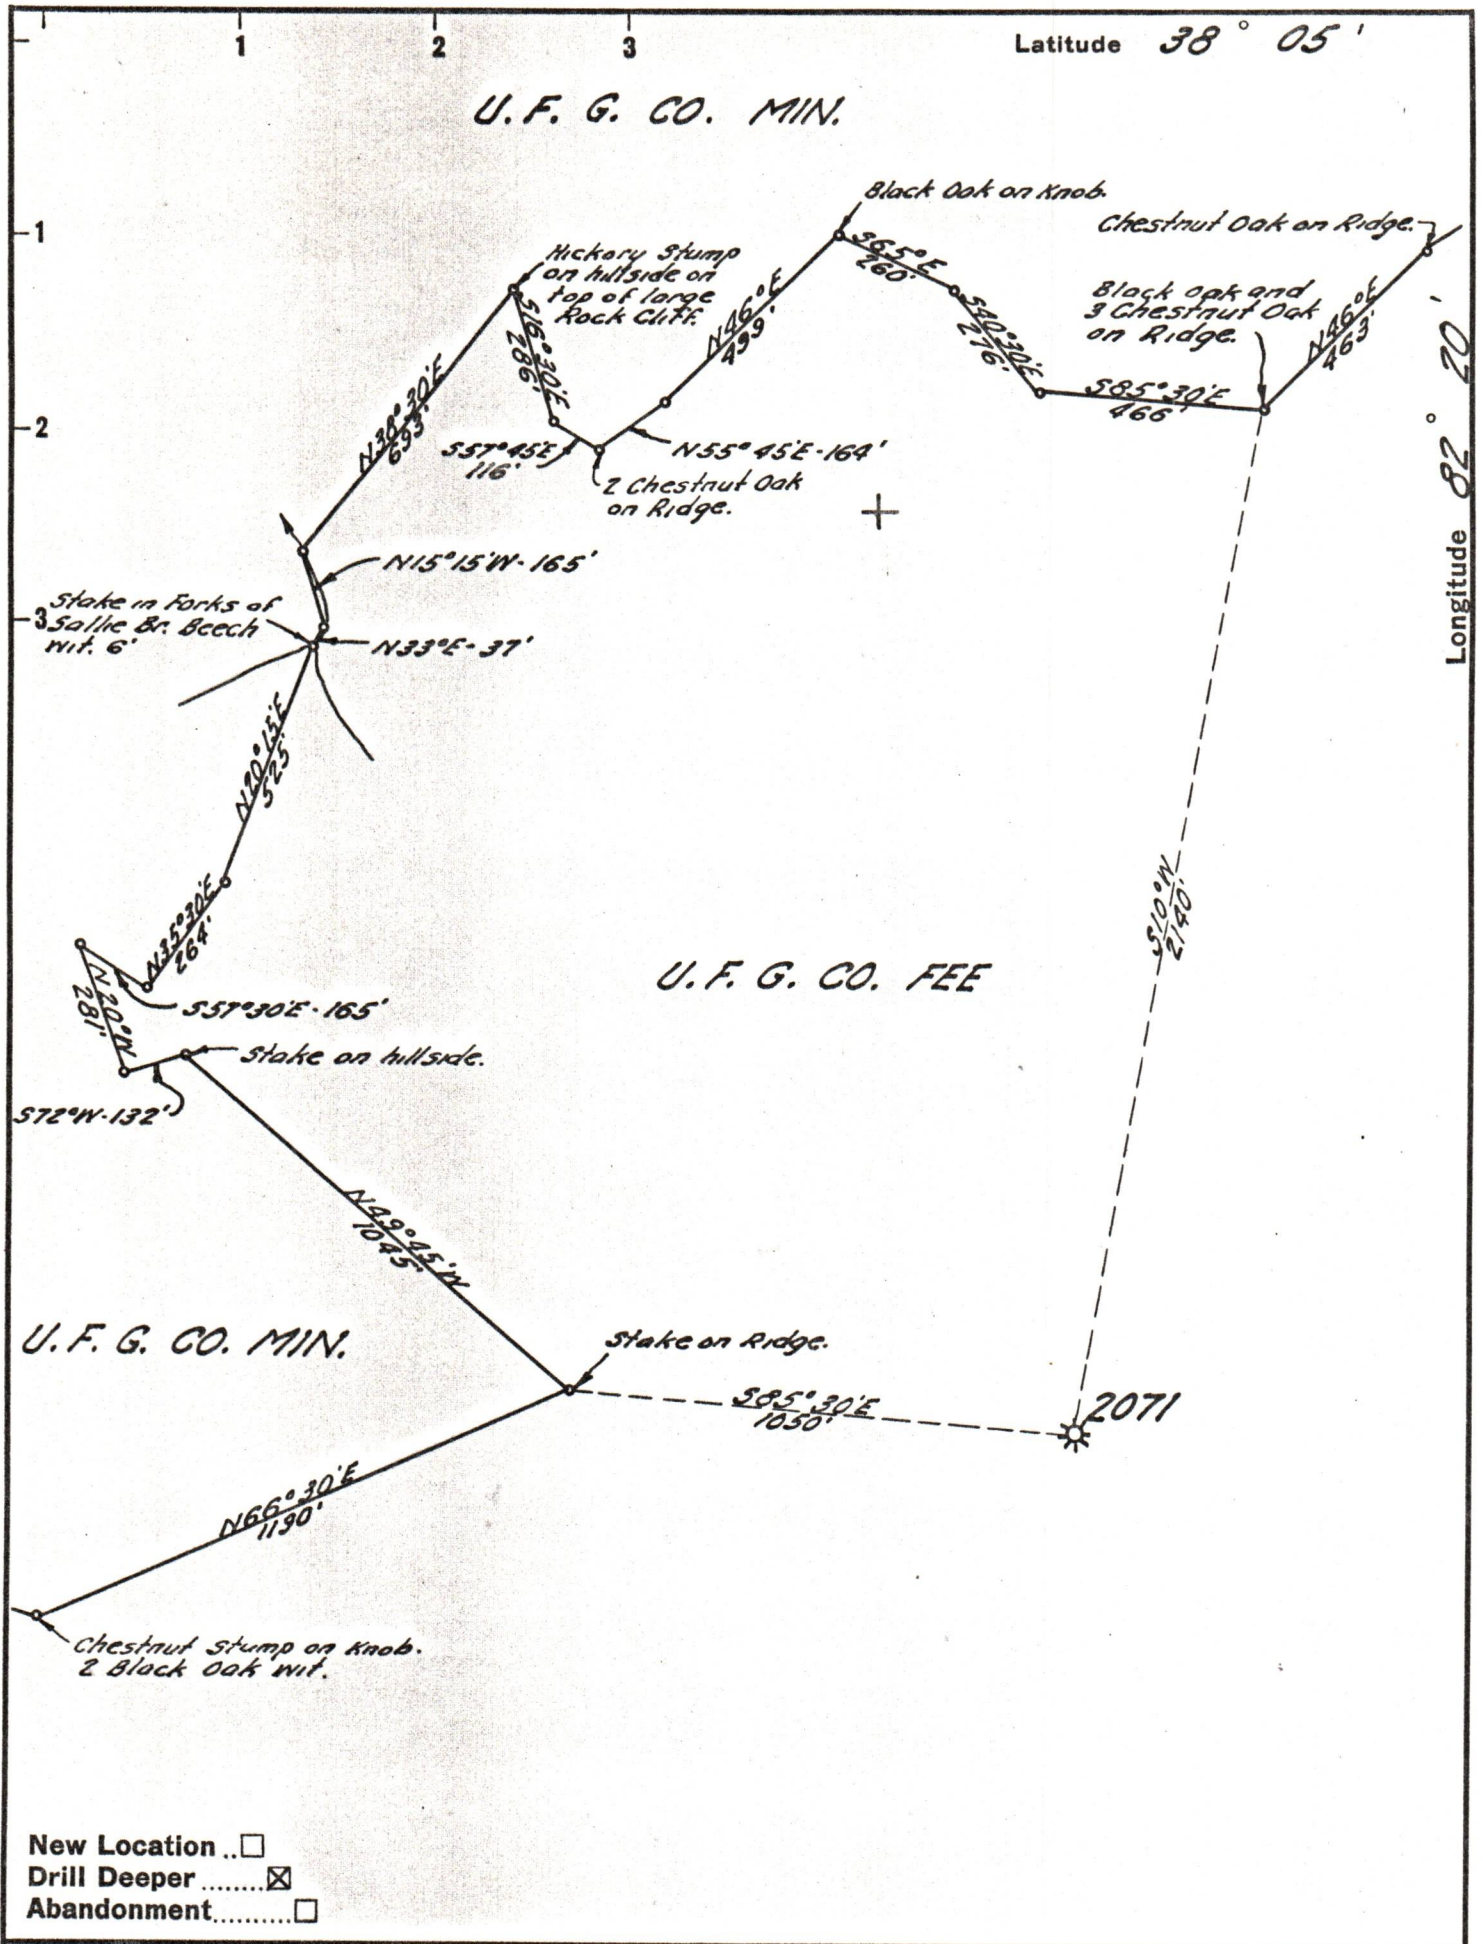 1 2 3
Latitude 38° 05'
U. F. G. CO. MIN.
Black Oak on Knob.
Chestnut Oak on Ridge.
1
Hickory Stump
on hillside on
top of large
Rock Cliff.
S65°E
260'
Black oak and
3 Chestnut Oak
on Ridge.
N46°E
463'
S16°30'E
286'
N46°E
499'
S40°30'E
276'
S85°30'E
466'
Longitude 82° 20'
N38°30'E
693'
2
S57°45'E
116'
N55°45'E-164'
2 Chestnut Oak
on Ridge.
N15°15'W-165'
Stake in Forks of
3
Sallie Br. Beech
wit. 6'
N33°E-37'
N20°15'E
525'
S10°W
2140'
N35°30'E
264'
U. F. G. CO. FEE
S57°30'E-165'
N20°W
281'
Stake on hillside.
S72°W-132'
N49°45'W
1045'
U. F. G. CO. MIN.
Stake on Ridge.
S85°30'E
1050'
2071
N66°30'E
1190'
Chestnut Stump on Knob.
2 Black Oak wit.
New Location ..☐
Drill Deeper ........☒
Abandonment..........☐